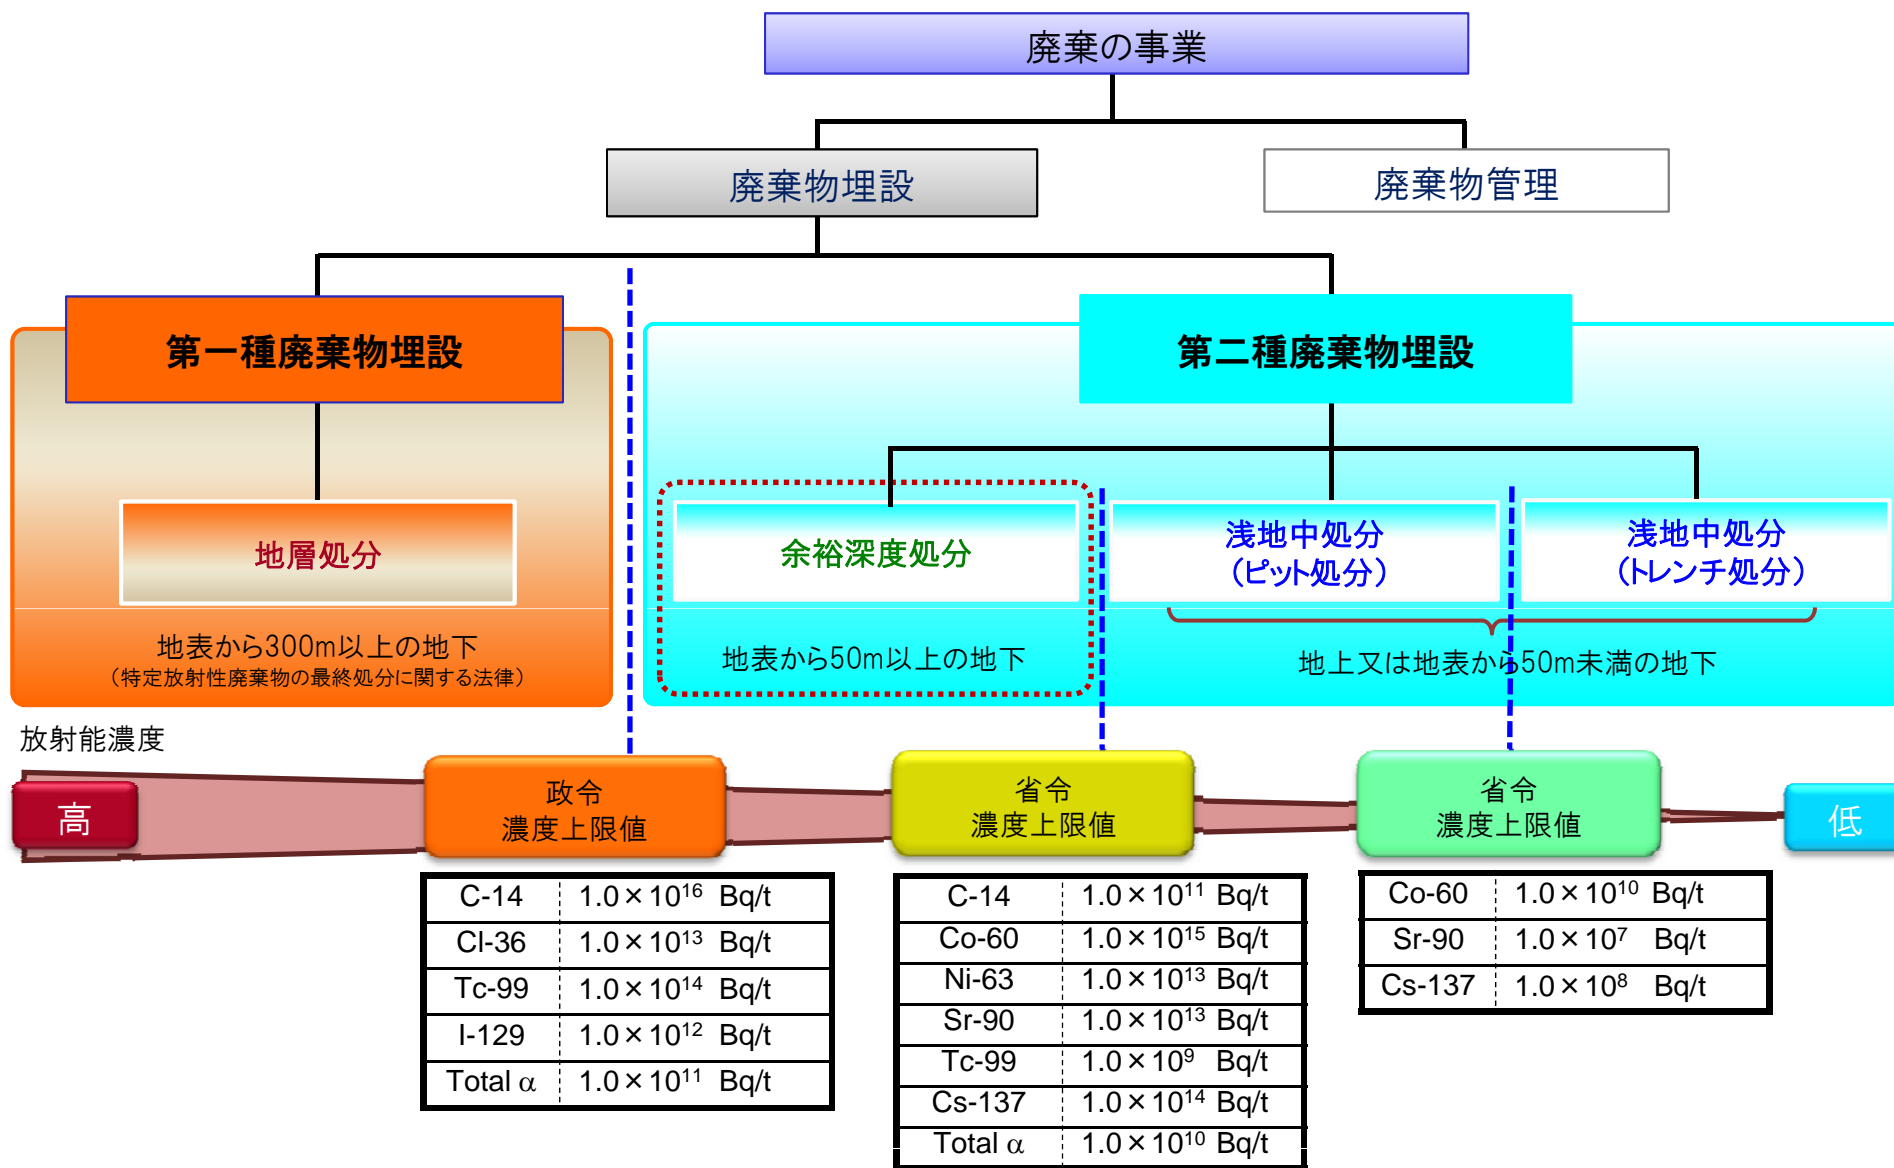 廃棄の事業
廃棄物埋設
廃棄物管理
第一種廃棄物埋設
第二種廃棄物埋設
地層処分
余裕深度処分
浅地中処分
(ピット処分)
浅地中処分
(トレンチ処分)
地表から300m以上の地下
(特定放射性廃棄物の最終処分に関する法律)
地表から50m以上の地下
地上又は地表から50m未満の地下
放射能濃度
高
政令
濃度上限値
省令
濃度上限値
省令
濃度上限値
低
C-14 1.0×10¹⁶ Bq/t
Cl-36 1.0×10¹³ Bq/t
Tc-99 1.0×10¹⁴ Bq/t
I-129 1.0×10¹² Bq/t
Total α 1.0×10¹¹ Bq/t
C-14 1.0×10¹¹ Bq/t
Co-60 1.0×10¹⁵ Bq/t
Ni-63 1.0×10¹³ Bq/t
Sr-90 1.0×10¹³ Bq/t
Tc-99 1.0×10⁹ Bq/t
Cs-137 1.0×10¹⁴ Bq/t
Total α 1.0×10¹⁰ Bq/t
Co-60 1.0×10¹⁰ Bq/t
Sr-90 1.0×10⁷ Bq/t
Cs-137 1.0×10⁸ Bq/t